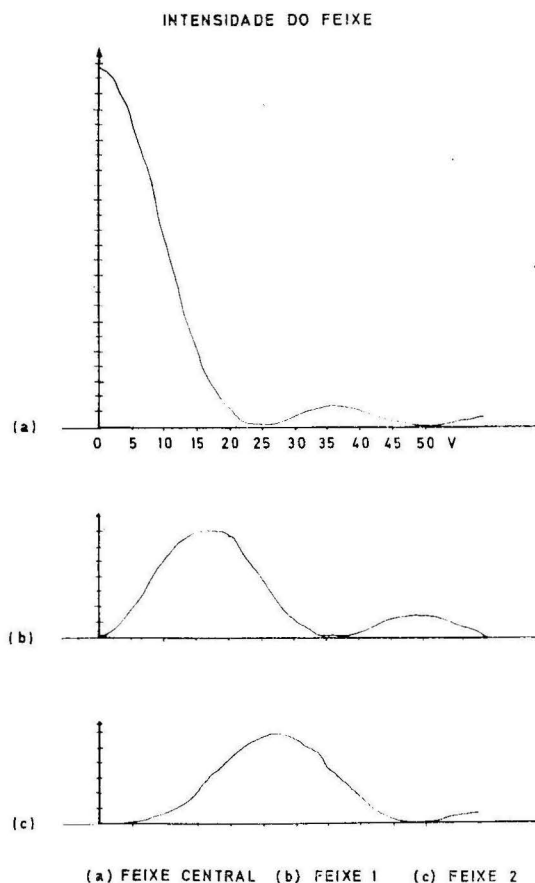 INTENSIDADE DO FEIXE
(a)
0 5 10 15 20 25 30 35 40 45 50 V
(b)
(c)
(a) FEIXE CENTRAL (b) FEIXE 1 (c) FEIXE 2